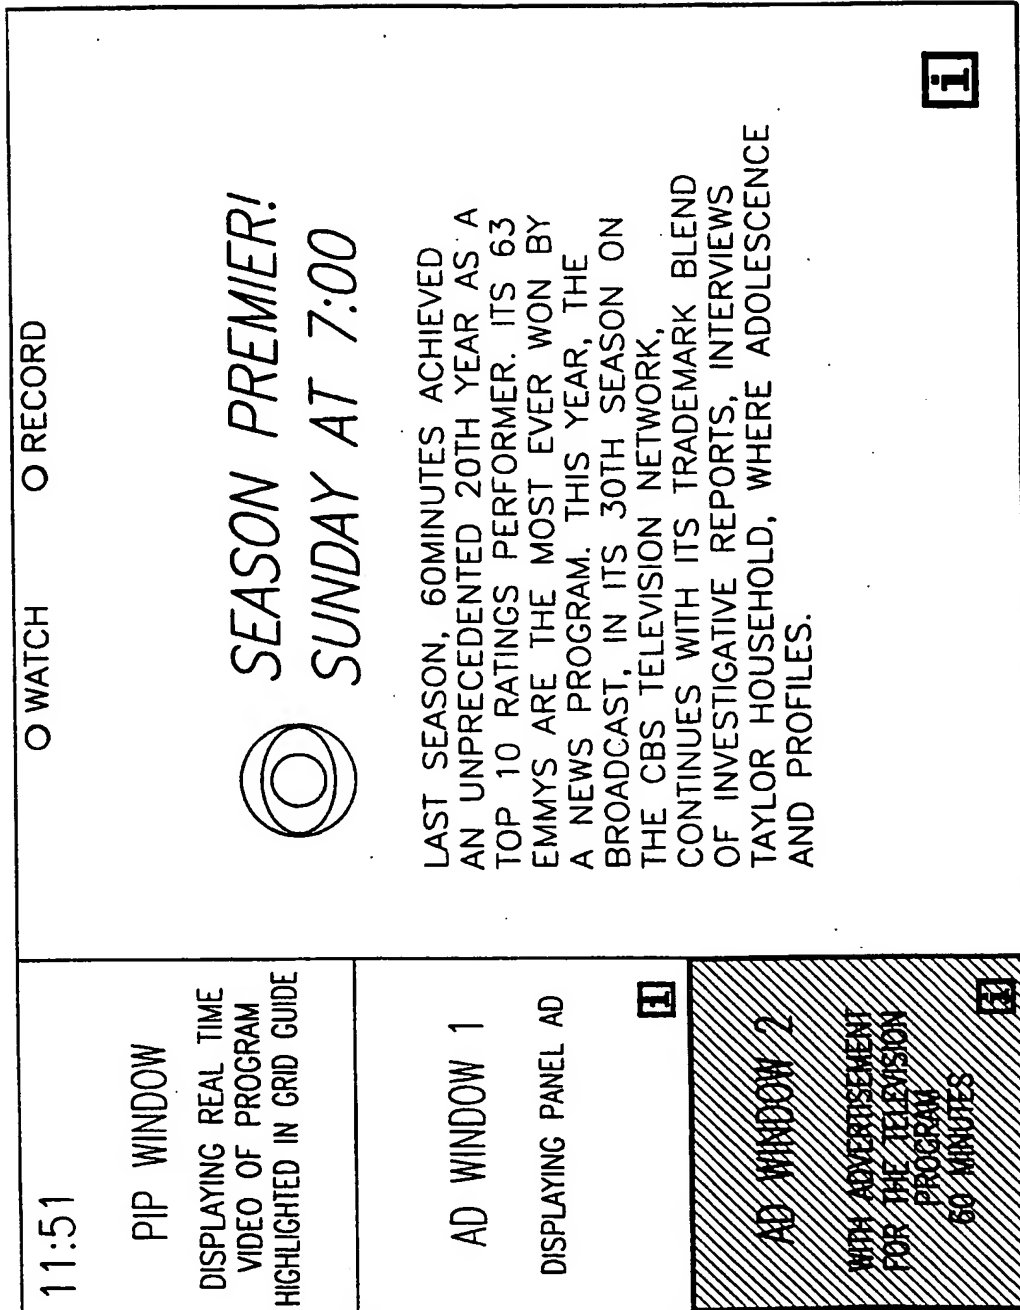 11:51
PIP WINDOW
DISPLAYING REAL TIME
VIDEO OF PROGRAM
HIGHLIGHTED IN GRID GUIDE
AD WINDOW 1
DISPLAYING PANEL AD
i
AD WINDOW 2
WITH ADVERTISEMENT
FOR THE TELEVISION
PROGRAM
60 MINUTES
i
O WATCH
O RECORD
SEASON PREMIER!
SUNDAY AT 7:00
LAST SEASON, 60MINUTES ACHIEVED
AN UNPRECEDENTED 20TH YEAR AS A
TOP 10 RATINGS PERFORMER. ITS 63
EMMYS ARE THE MOST EVER WON BY
A NEWS PROGRAM. THIS YEAR, THE
BROADCAST, IN ITS 30TH SEASON ON
THE CBS TELEVISION NETWORK,
CONTINUES WITH ITS TRADEMARK BLEND
OF INVESTIGATIVE REPORTS, INTERVIEWS
TAYLOR HOUSEHOLD, WHERE ADOLESCENCE
AND PROFILES.
i